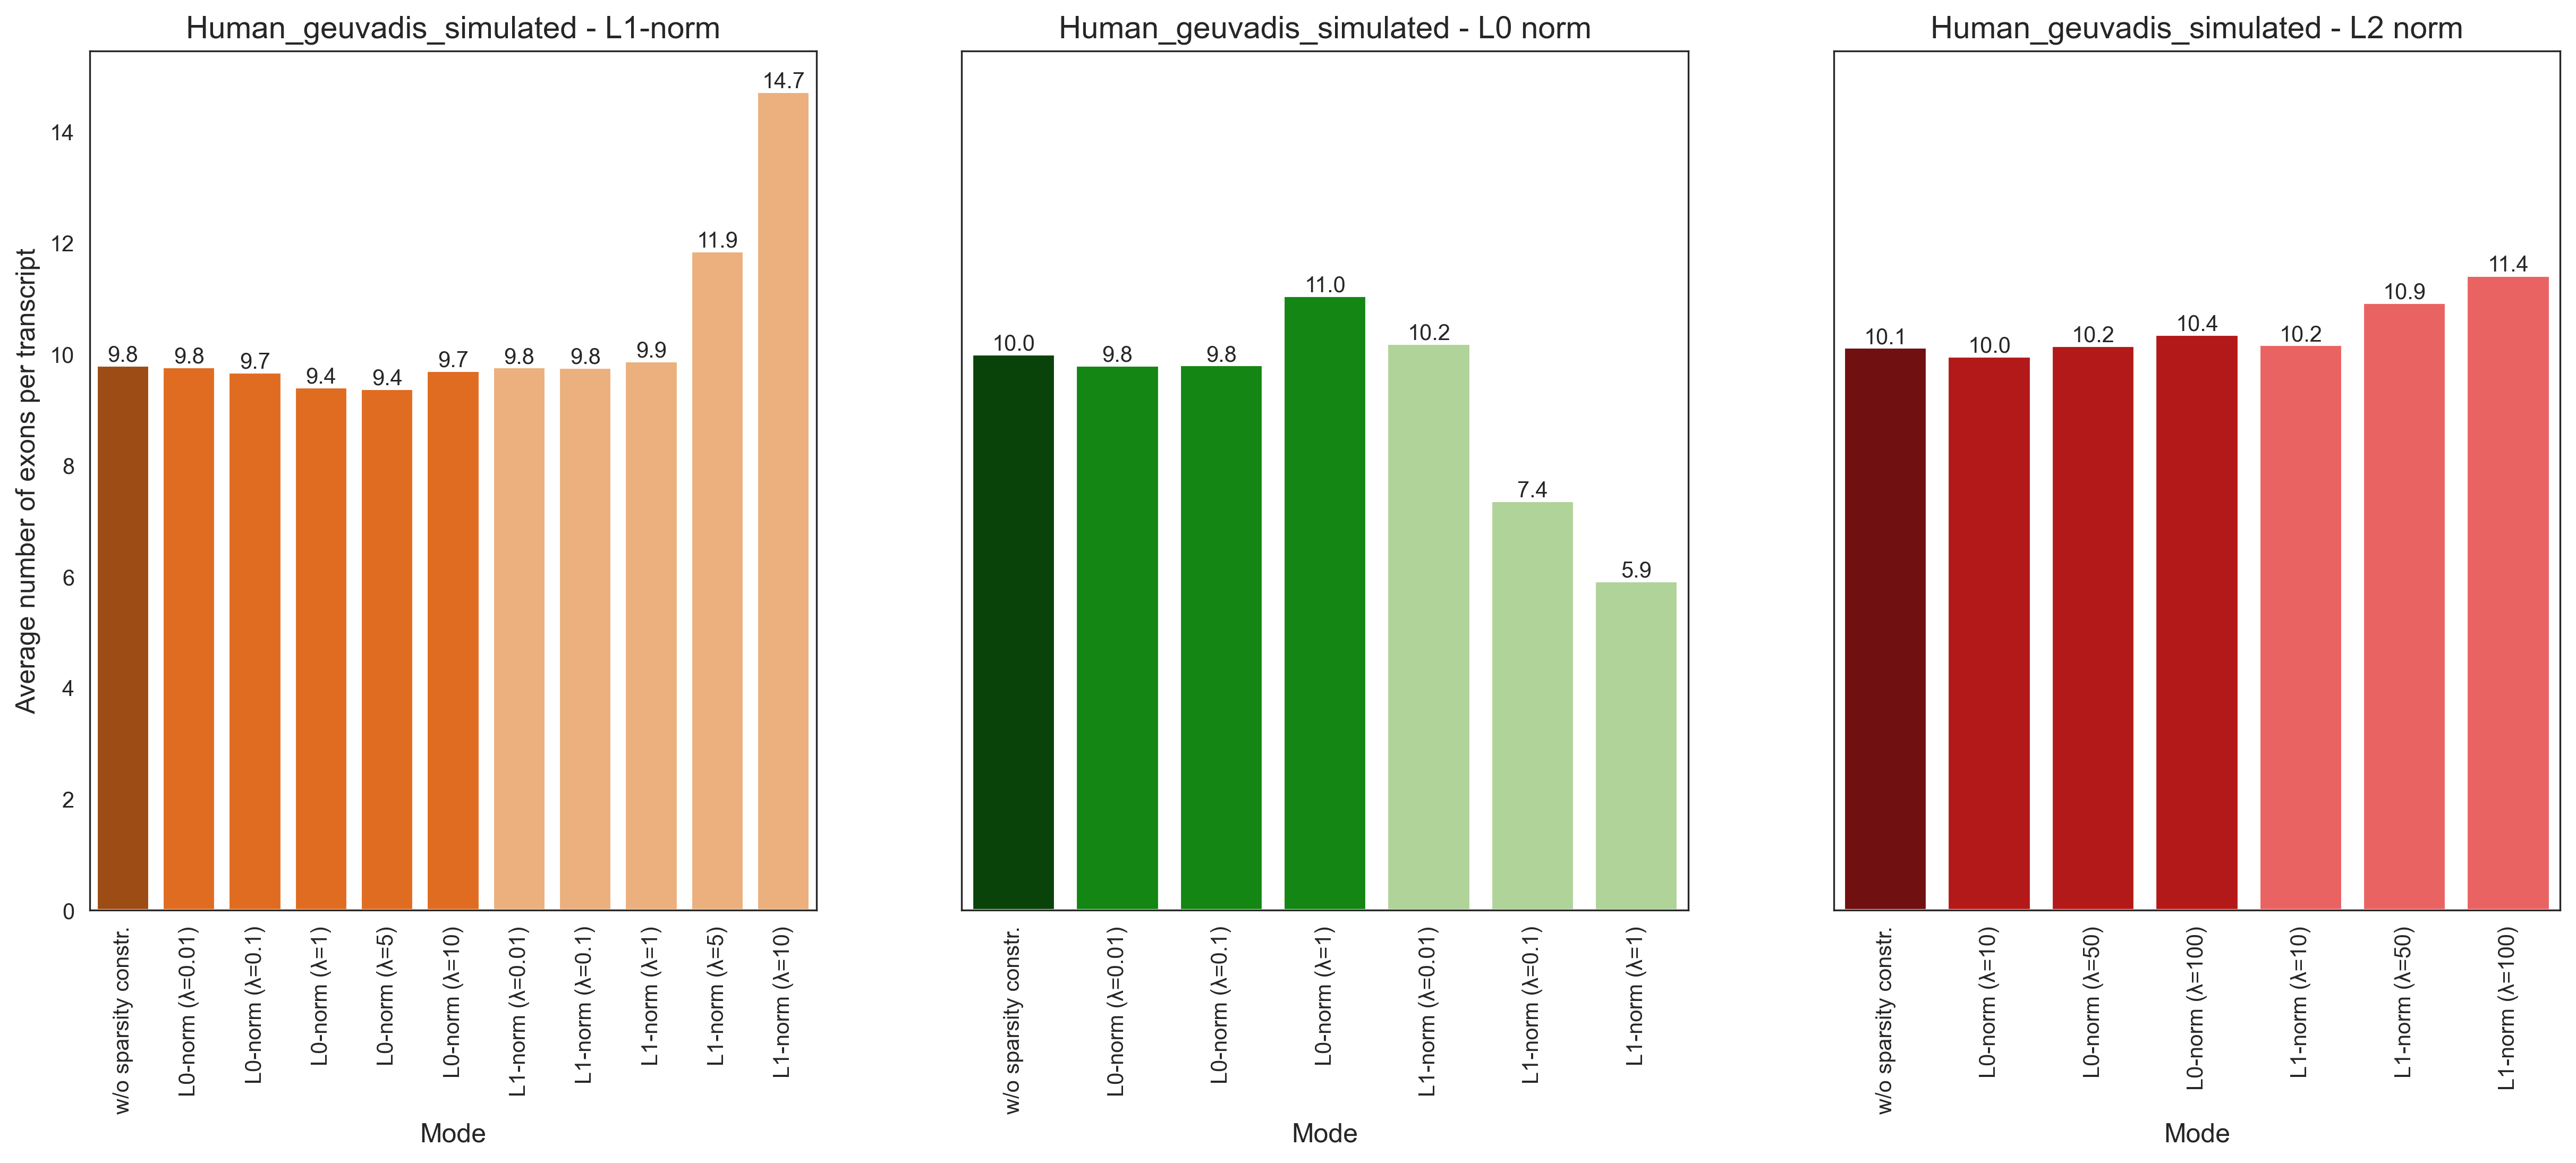 Human_geuvadis_simulated - L1-norm
Average number of exons per transcript
14
12
10
8
6
4
2
0
9.8
9.8
9.7
9.4
9.4
9.7
9.8
9.8
9.9
11.9
14.7
w/o sparsity constr.
L0-norm (λ=0.01)
L0-norm (λ=0.1)
L0-norm (λ=1)
L0-norm (λ=5)
L0-norm (λ=10)
L1-norm (λ=0.01)
L1-norm (λ=0.1)
L1-norm (λ=1)
L1-norm (λ=5)
L1-norm (λ=10)
Mode
Human_geuvadis_simulated - L0 norm
10.0
9.8
9.8
11.0
10.2
7.4
5.9
w/o sparsity constr.
L0-norm (λ=0.01)
L0-norm (λ=0.1)
L0-norm (λ=1)
L1-norm (λ=0.01)
L1-norm (λ=0.1)
L1-norm (λ=1)
Mode
Human_geuvadis_simulated - L2 norm
10.1
10.0
10.2
10.4
10.2
10.9
11.4
w/o sparsity constr.
L0-norm (λ=10)
L0-norm (λ=50)
L0-norm (λ=100)
L1-norm (λ=10)
L1-norm (λ=50)
L1-norm (λ=100)
Mode